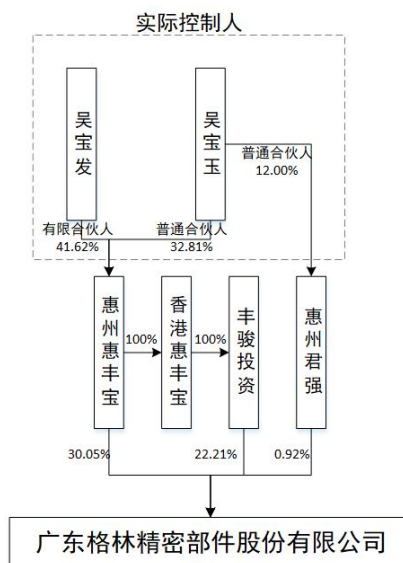 实际控制人
吴宝发
吴宝玉
普通合伙人
12.00%
有限合伙人
41.62%
普通合伙人
32.81%
惠州惠丰宝
100%
香港惠丰宝
100%
丰骏投资
惠州君强
30.05%
22.21%
0.92%
广东格林精密部件股份有限公司